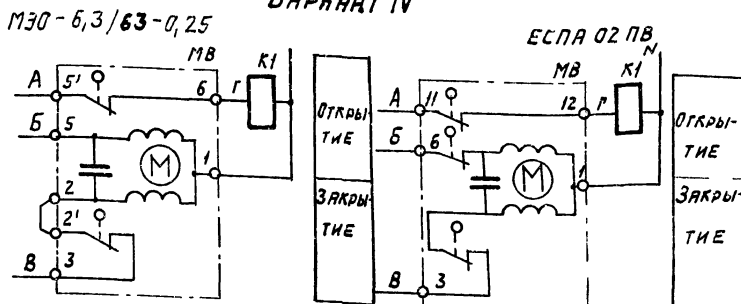 ВАРИАНТ IV
МЭО - 6,3 / 63 - 0,25
МВ
К1
А
5'
6
Г
Б
5
1
М
2
2'
В
3
ОТКРЫ-
ТИЕ
ЗАКРЫ-
ТИЕ
ЕСПА 02 ПВ
N
МВ
К1
А
11
12
Г
Б
6
1
М
В
3
ОТКРЫ-
ТИЕ
ЗАКРЫ-
ТИЕ